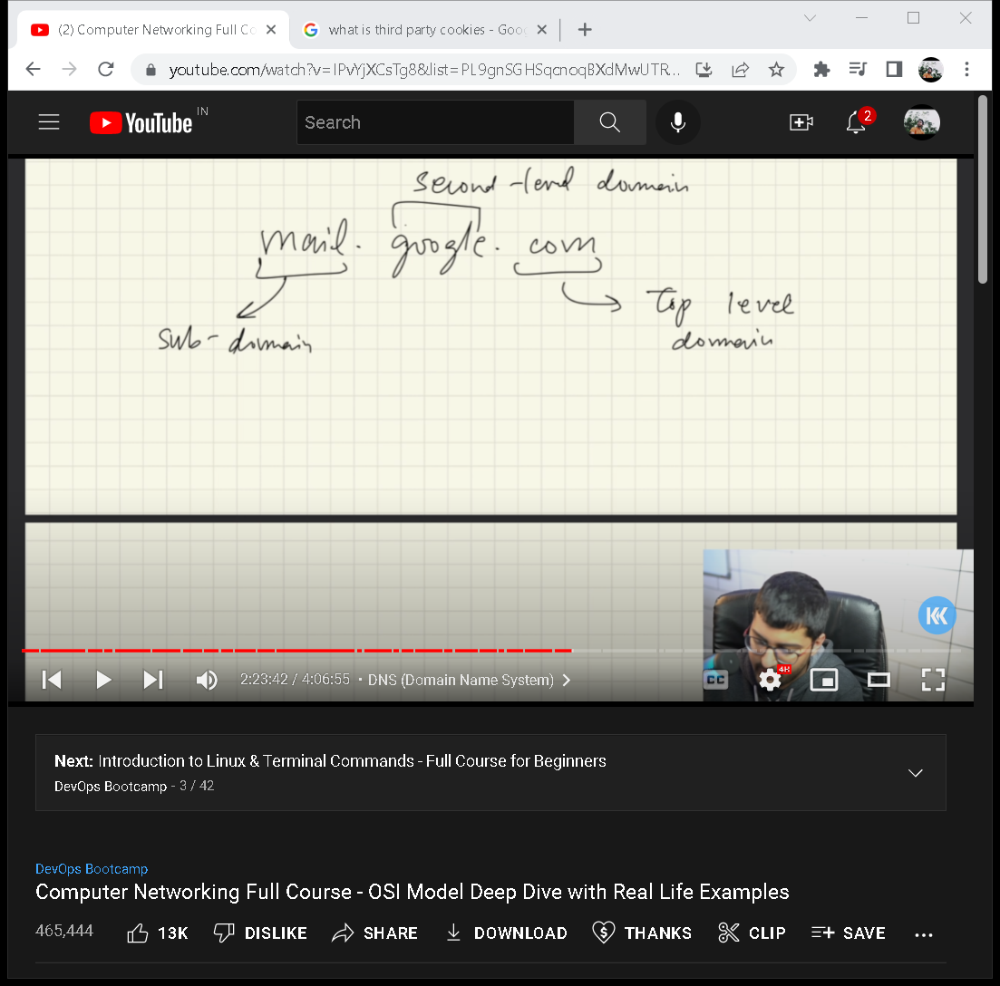 (2) Computer Networking Full Co
what is third party cookies - Goo
youtube.com/watch?v=IPvYjXCsTg8&list=PL9gnSGHSqcnoqBXdMwUTR...
YouTube IN
Search
2
second-level domain
mail. google. com
Top level
domain
sub-domain
2:23:42 / 4:06:55 • DNS (Domain Name System)
CC
4K
Next: Introduction to Linux & Terminal Commands - Full Course for Beginners
DevOps Bootcamp - 3 / 42
DevOps Bootcamp
Computer Networking Full Course - OSI Model Deep Dive with Real Life Examples
465,444 13K DISLIKE SHARE DOWNLOAD THANKS CLIP SAVE ...